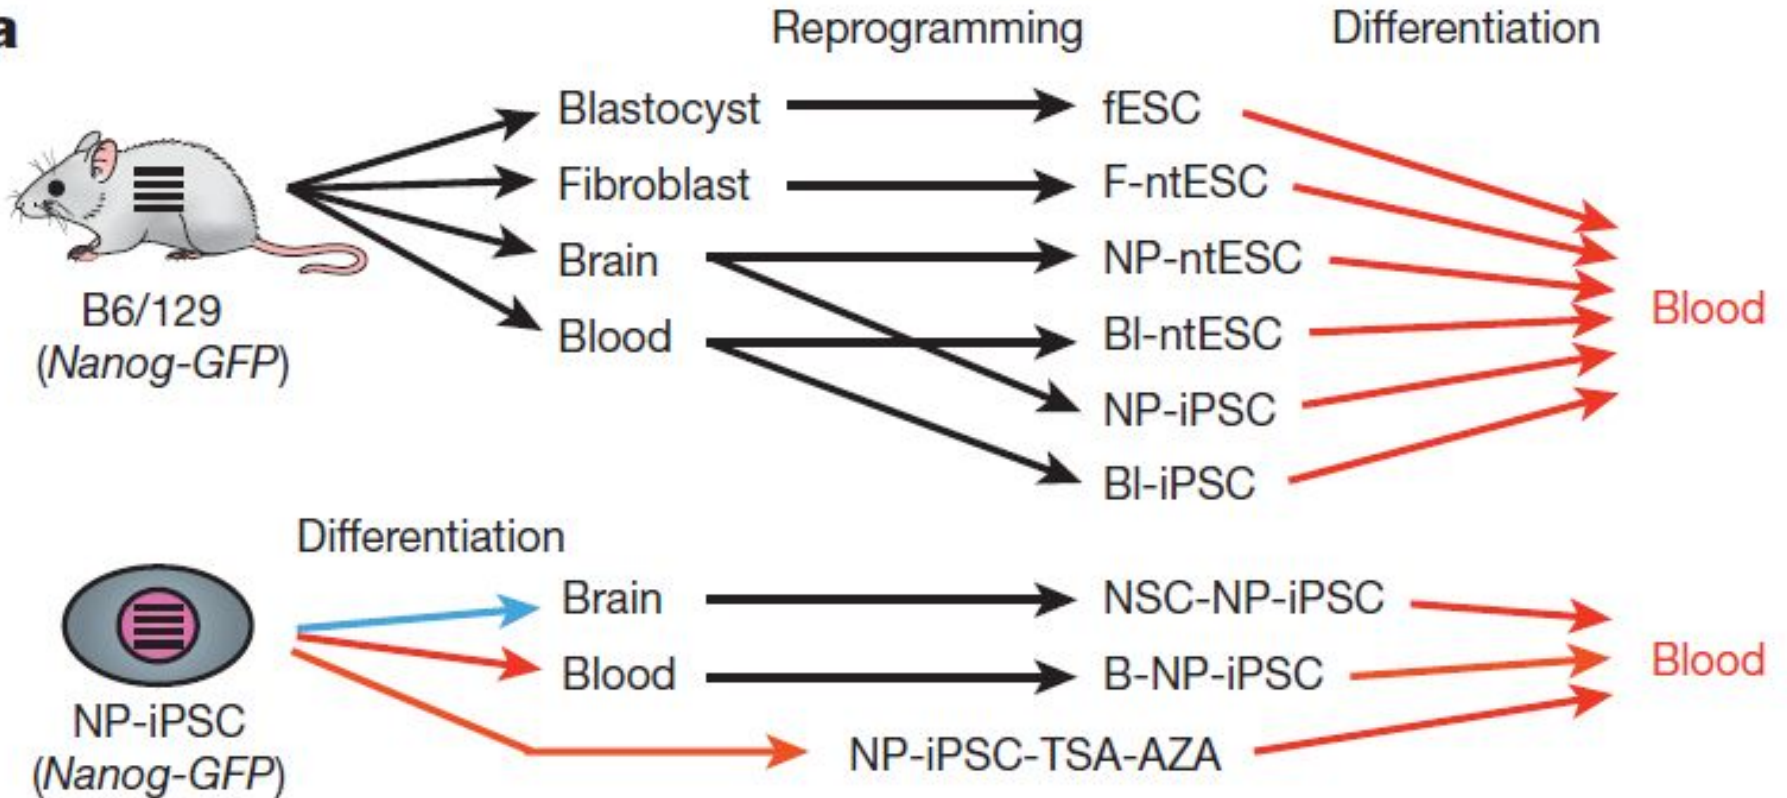 a
Reprogramming
Differentiation
Blastocyst
fESC
Fibroblast
F-ntESC
Brain
NP-ntESC
Blood
Bl-ntESC
NP-iPSC
Bl-iPSC
Blood
B6/129
(Nanog-GFP)
Differentiation
Brain
NSC-NP-iPSC
Blood
B-NP-iPSC
NP-iPSC-TSA-AZA
Blood
NP-iPSC
(Nanog-GFP)